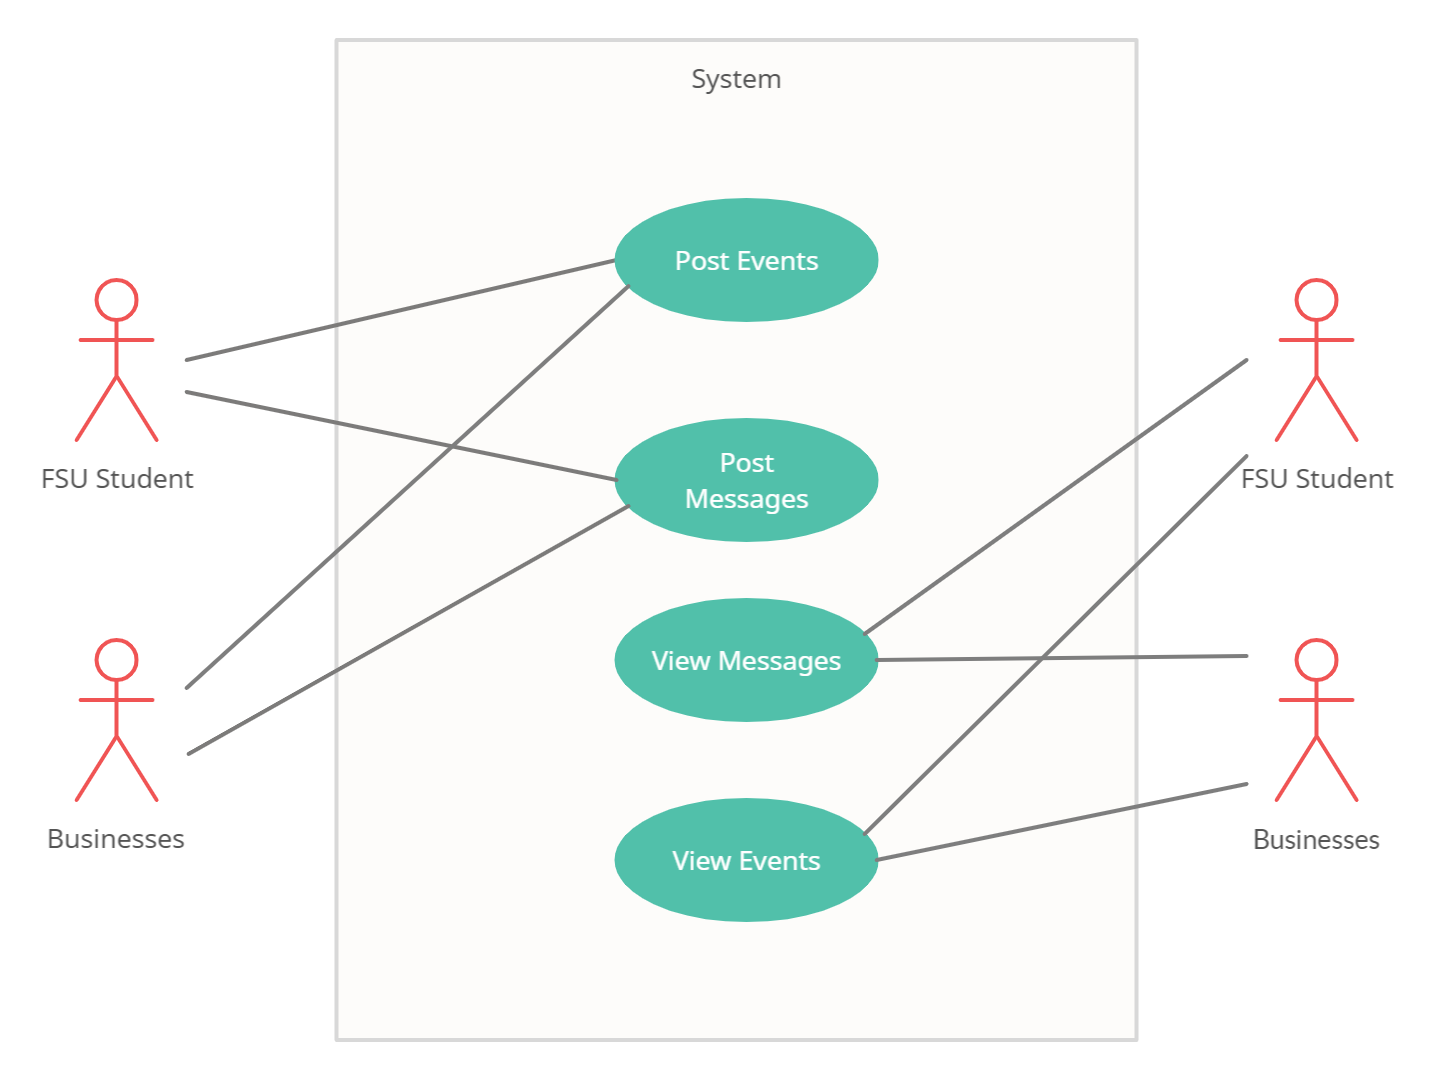 System
Post Events
FSU Student
Post
Messages
FSU Student
View Messages
Businesses
View Events
Businesses